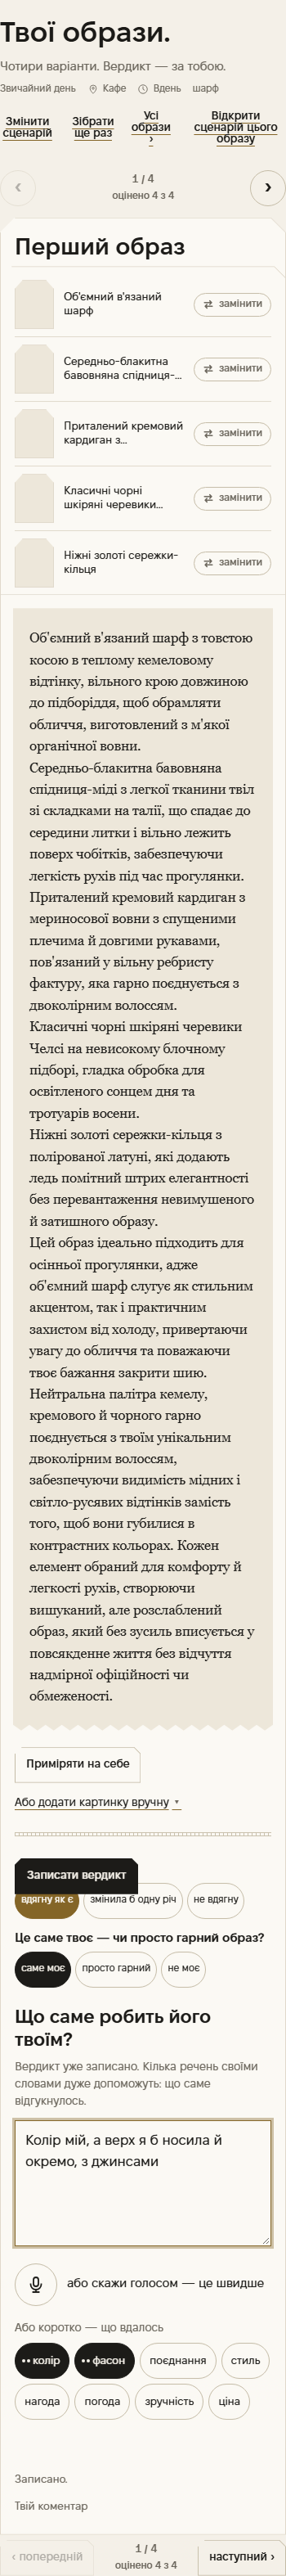 Твої образи.
Чотири варіанти. Вердикт — за тобою.
Звичайний день Кафе Вдень шарф
Змінити сценарій
Зібрати ще раз
Усі образи ›
Відкрити сценарій цього образу
‹
1 / 4
оцінено 4 з 4
›
Перший образ
Об'ємний в'язаний
шарф
замінити
Середньо-блакитна
бавовняна спідниця-...
замінити
Приталений кремовий
кардиган з...
замінити
Класичні чорні
шкіряні черевики...
замінити
Ніжні золоті сережки-
кільця
замінити
Об'ємний в'язаний шарф з товстою
косою в теплому кемеловому
відтінку, вільного крою довжиною
до підборіддя, щоб обрамляти
обличчя, виготовлений з м'якої
органічної вовни.
Середньо-блакитна бавовняна
спідниця-міді з легкої тканини твіл
зі складками на талії, що спадає до
середини литки і вільно лежить
поверх чобітків, забезпечуючи
легкість рухів під час прогулянки.
Приталений кремовий кардиган з
мериносової вовни з спущеними
плечима й довгими рукавами,
пов'язаний у вільну ребристу
фактуру, яка гарно поєднується з
двоколірним волоссям.
Класичні чорні шкіряні черевики
Челсі на невисокому блочному
підборі, гладка обробка для
освітленого сонцем дня та
тротуарів восени.
Ніжні золоті сережки-кільця з
полірованої латуні, які додають
ледь помітний штрих елегантності
без перевантаження невимушеного
й затишного образу.
Цей образ ідеально підходить для
осінньої прогулянки, адже
об'ємний шарф слугує як стильним
акцентом, так і практичним
захистом від холоду, привертаючи
увагу до обличчя та поважаючи
твоє бажання закрити шию.
Нейтральна палітра кемелу,
кремового й чорного гарно
поєднується з твоїм унікальним
двоколірним волоссям,
забезпечуючи видимість мідних і
світло-русявих відтінків замість
того, щоб вони губилися в
контрастних кольорах. Кожен
елемент обраний для комфорту й
легкості рухів, створюючи
вишуканий, але розслаблений
образ, який без зусиль вписується у
повсякденне життя без відчуття
надмірної офіційності чи
обмеженості.
Приміряти на себе
Або додати картинку вручну
Записати вердикт
вдягну як є змінила б одну річ не вдягну
Це саме твоє — чи просто гарний образ?
саме моє просто гарний не моє
Що саме робить його
твоїм?
Вердикт уже записано. Кілька речень своїми
словами дуже допоможуть: що саме
відгукнулось.
Колір мій, а верх я б носила й
окремо, з джинсами
або скажи голосом — це швидше
Або коротко — що вдалось
•• колір •• фасон поєднання стиль
нагода погода зручність ціна
Записано.
Твій коментар
‹ попередній
1 / 4
оцінено 4 з 4
наступний ›